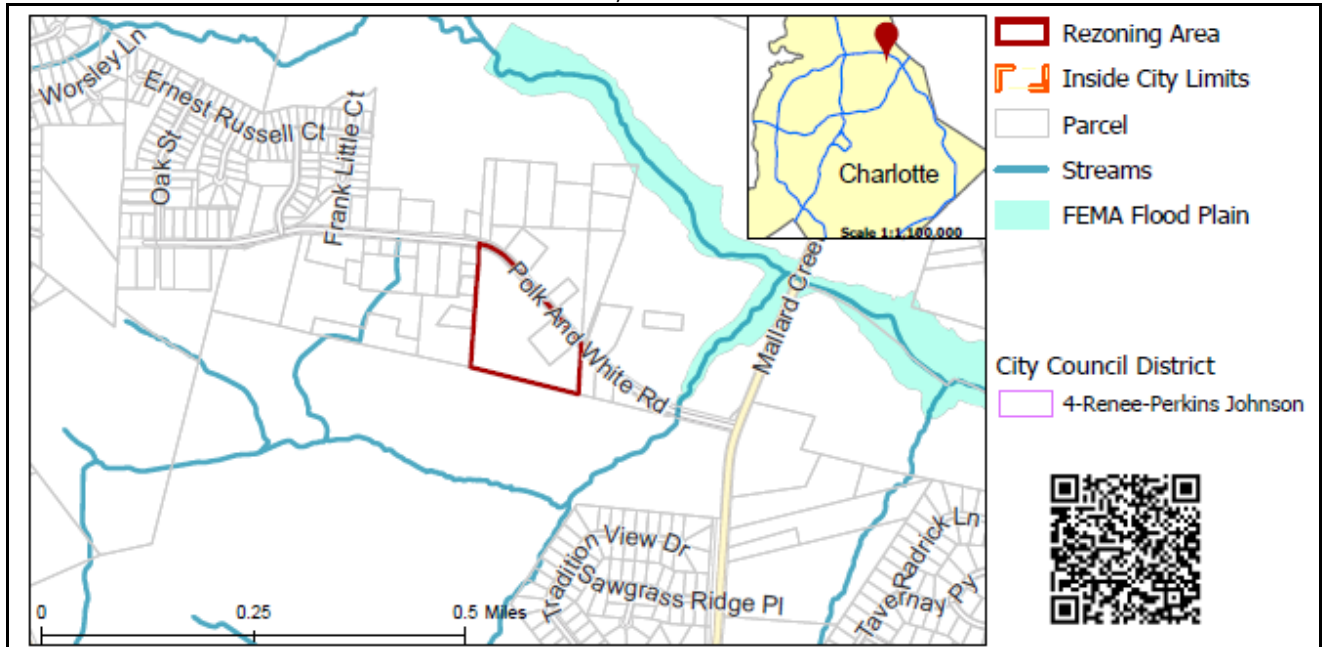 Worsley Ln
Ernest Russell Ct
Oak St
Frank Little Ct
Polk And White Rd
Mallard Cree
Tradition View Dr
Sawgrass Ridge Pl
Radrick Ln
Tavernay Py
0 0.25 0.5 Miles
Charlotte
Scale 1:1,100,000
Rezoning Area
Inside City Limits
Parcel
Streams
FEMA Flood Plain
City Council District
4-Renee-Perkins Johnson